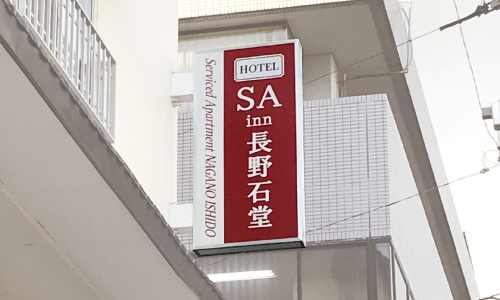 HOTEL
SA
inn
長野石堂
Serviced Apartment NAGANO ISHIDO